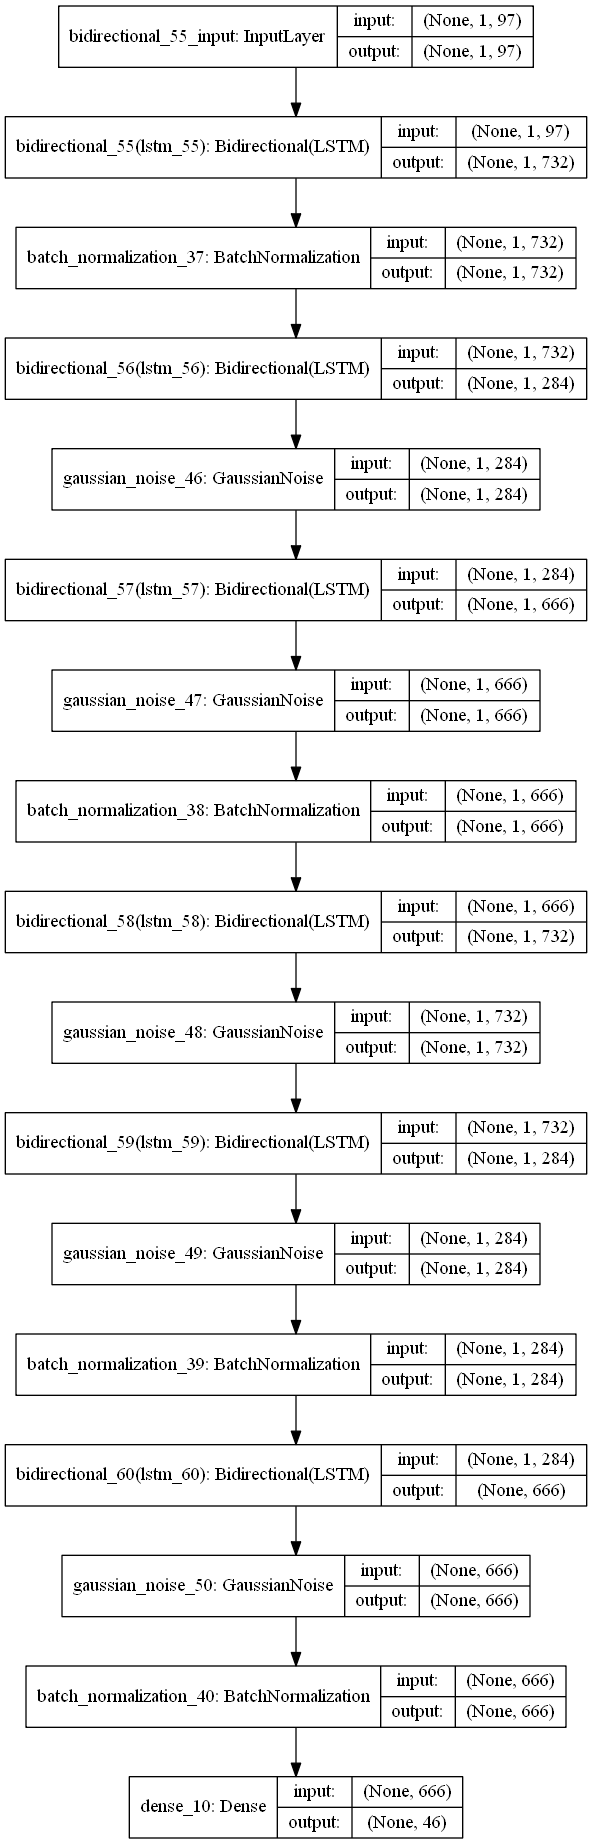 bidirectional_55_input: InputLayer
input: (None, 1, 97)
output: (None, 1, 97)
bidirectional_55(lstm_55): Bidirectional(LSTM)
input: (None, 1, 97)
output: (None, 1, 732)
batch_normalization_37: BatchNormalization
input: (None, 1, 732)
output: (None, 1, 732)
bidirectional_56(lstm_56): Bidirectional(LSTM)
input: (None, 1, 732)
output: (None, 1, 284)
gaussian_noise_46: GaussianNoise
input: (None, 1, 284)
output: (None, 1, 284)
bidirectional_57(lstm_57): Bidirectional(LSTM)
input: (None, 1, 284)
output: (None, 1, 666)
gaussian_noise_47: GaussianNoise
input: (None, 1, 666)
output: (None, 1, 666)
batch_normalization_38: BatchNormalization
input: (None, 1, 666)
output: (None, 1, 666)
bidirectional_58(lstm_58): Bidirectional(LSTM)
input: (None, 1, 666)
output: (None, 1, 732)
gaussian_noise_48: GaussianNoise
input: (None, 1, 732)
output: (None, 1, 732)
bidirectional_59(lstm_59): Bidirectional(LSTM)
input: (None, 1, 732)
output: (None, 1, 284)
gaussian_noise_49: GaussianNoise
input: (None, 1, 284)
output: (None, 1, 284)
batch_normalization_39: BatchNormalization
input: (None, 1, 284)
output: (None, 1, 284)
bidirectional_60(lstm_60): Bidirectional(LSTM)
input: (None, 1, 284)
output: (None, 666)
gaussian_noise_50: GaussianNoise
input: (None, 666)
output: (None, 666)
batch_normalization_40: BatchNormalization
input: (None, 666)
output: (None, 666)
dense_10: Dense
input: (None, 666)
output: (None, 46)